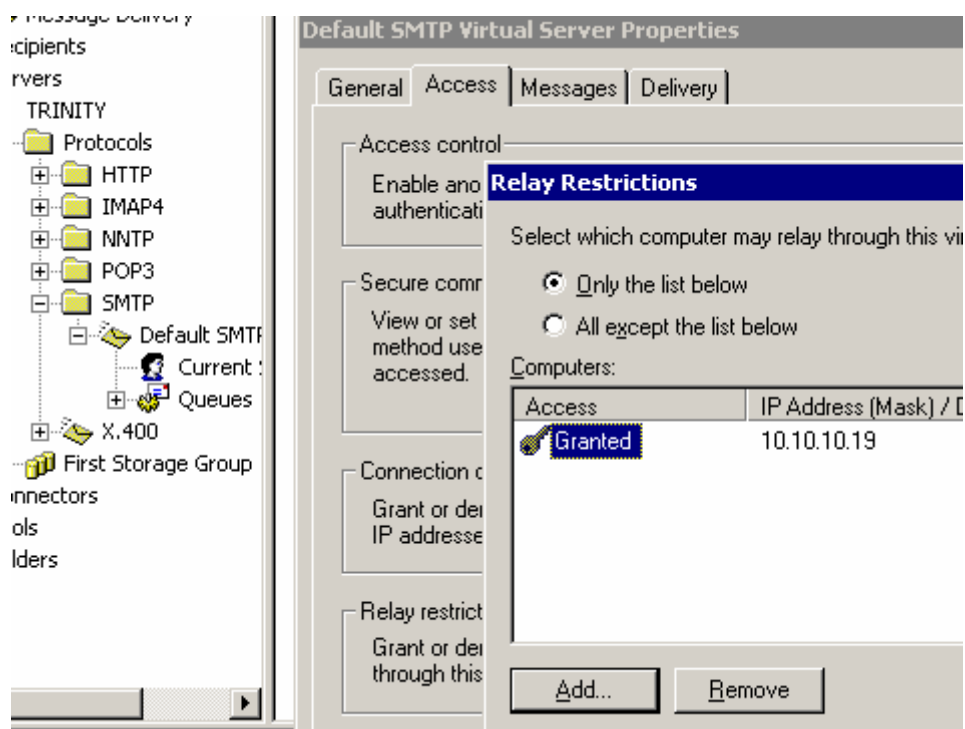 Message Delivery
ecipients
rvers
TRINITY
Protocols
HTTP
IMAP4
NNTP
POP3
SMTP
Default SMTP
Current
Queues
X.400
First Storage Group
nnectors
ols
lders
Default SMTP Virtual Server Properties
General
Access
Messages
Delivery
Access control
Enable ano
authenticati
Secure comm
View or set
method use
accessed.
Connection c
Grant or der
IP addresse
Relay restrict
Grant or der
through this
Relay Restrictions
Select which computer may relay through this vir
Only the list below
All except the list below
Computers:
Access
IP Address (Mask) / D
Granted
10.10.10.19
Add...
Remove